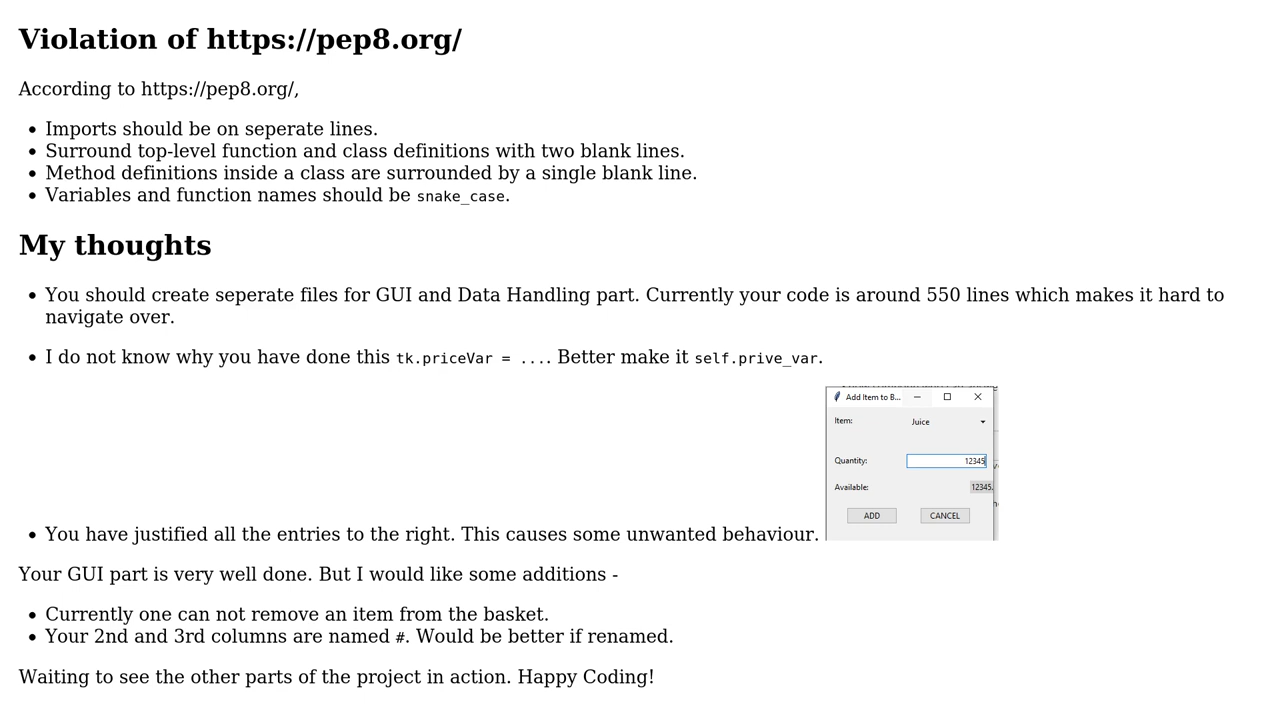 Violation of https://pep8.org/
According to https://pep8.org/,
Imports should be on seperate lines.
Surround top-level function and class definitions with two blank lines.
Method definitions inside a class are surrounded by a single blank line.
Variables and function names should be snake_case.
My thoughts
You should create seperate files for GUI and Data Handling part. Currently your code is around 550 lines which makes it hard to
navigate over.
I do not know why you have done this tk.priceVar = .... Better make it self.prive_var.
Add Item to B...
Item: Juice
Quantity: 12345
Available: 12345.
ADD CANCEL
You have justified all the entries to the right. This causes some unwanted behaviour.
Your GUI part is very well done. But I would like some additions -
Currently one can not remove an item from the basket.
Your 2nd and 3rd columns are named #. Would be better if renamed.
Waiting to see the other parts of the project in action. Happy Coding!